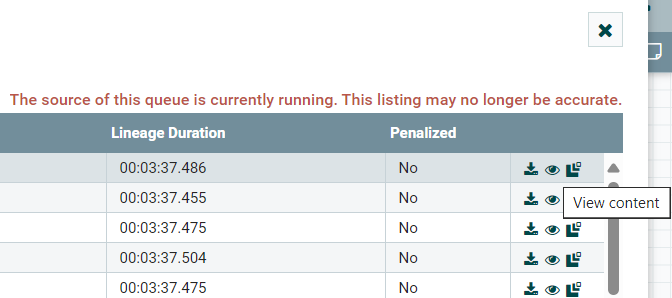 The source of this queue is currently running. This listing may no longer be accurate.
Lineage Duration Penalized
00:03:37.486 No
00:03:37.455 No
View content
00:03:37.475 No
00:03:37.504 No
00:03:37.475 No